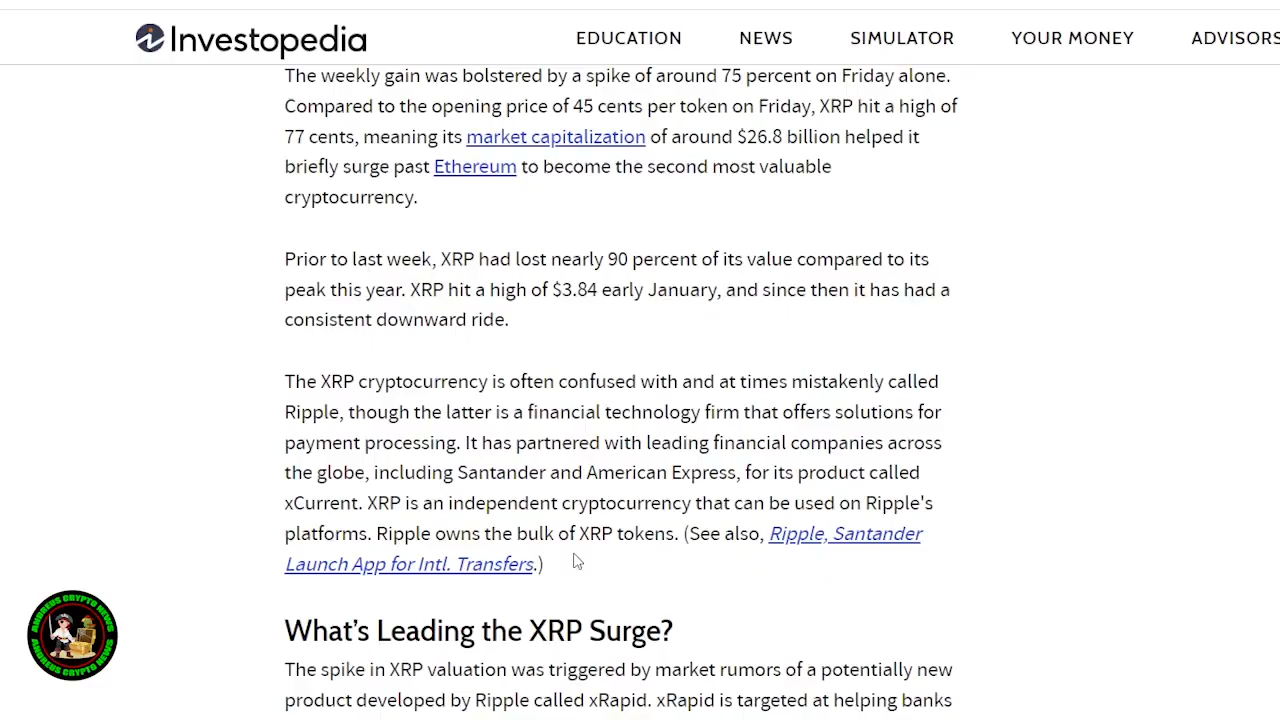 Investopedia
EDUCATION NEWS SIMULATOR YOUR MONEY ADVISORS
The weekly gain was bolstered by a spike of around 75 percent on Friday alone.
Compared to the opening price of 45 cents per token on Friday, XRP hit a high of
77 cents, meaning its market capitalization of around $26.8 billion helped it
briefly surge past Ethereum to become the second most valuable
cryptocurrency.
Prior to last week, XRP had lost nearly 90 percent of its value compared to its
peak this year. XRP hit a high of $3.84 early January, and since then it has had a
consistent downward ride.
The XRP cryptocurrency is often confused with and at times mistakenly called
Ripple, though the latter is a financial technology firm that offers solutions for
payment processing. It has partnered with leading financial companies across
the globe, including Santander and American Express, for its product called
xCurrent. XRP is an independent cryptocurrency that can be used on Ripple's
platforms. Ripple owns the bulk of XRP tokens. (See also, Ripple, Santander
Launch App for Intl. Transfers.)
ANDREUS CRYPTO NEWS
ANDREUS CRYPTO NEWS
What's Leading the XRP Surge?
The spike in XRP valuation was triggered by market rumors of a potentially new
product developed by Ripple called xRapid. xRapid is targeted at helping banks